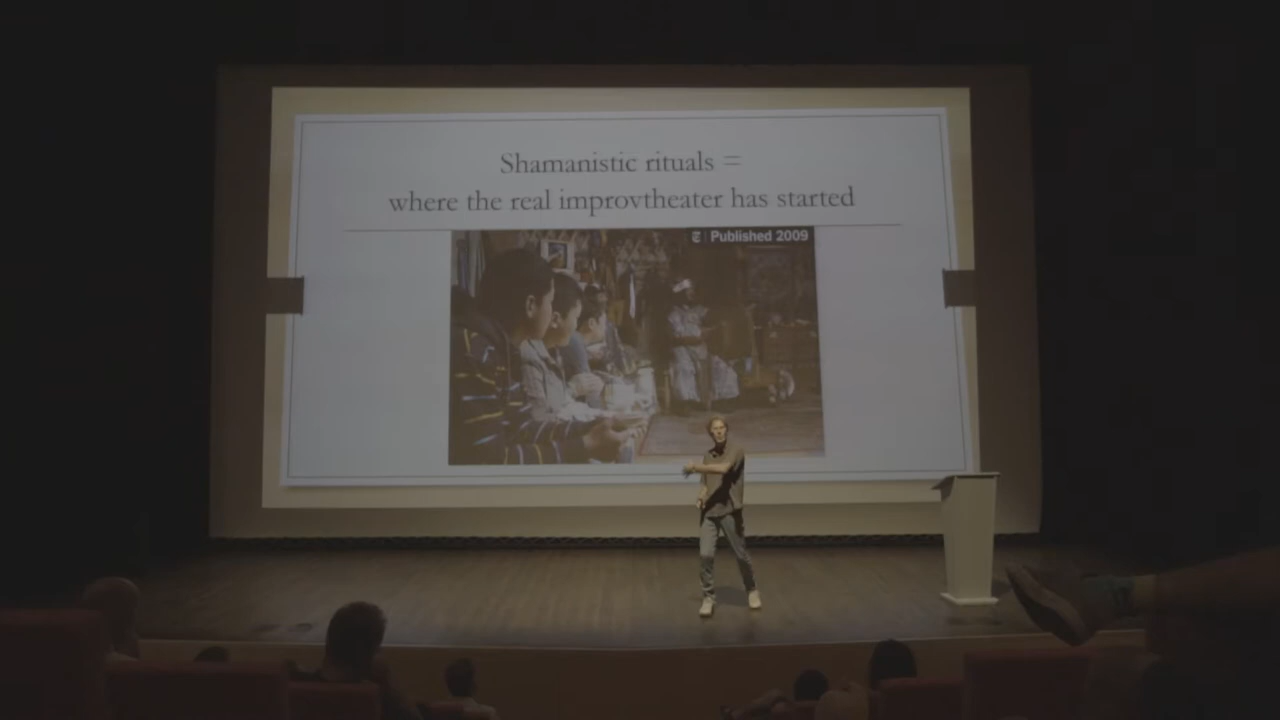 Shamanistic rituals =
where the real improvtheater has started
Published 2009